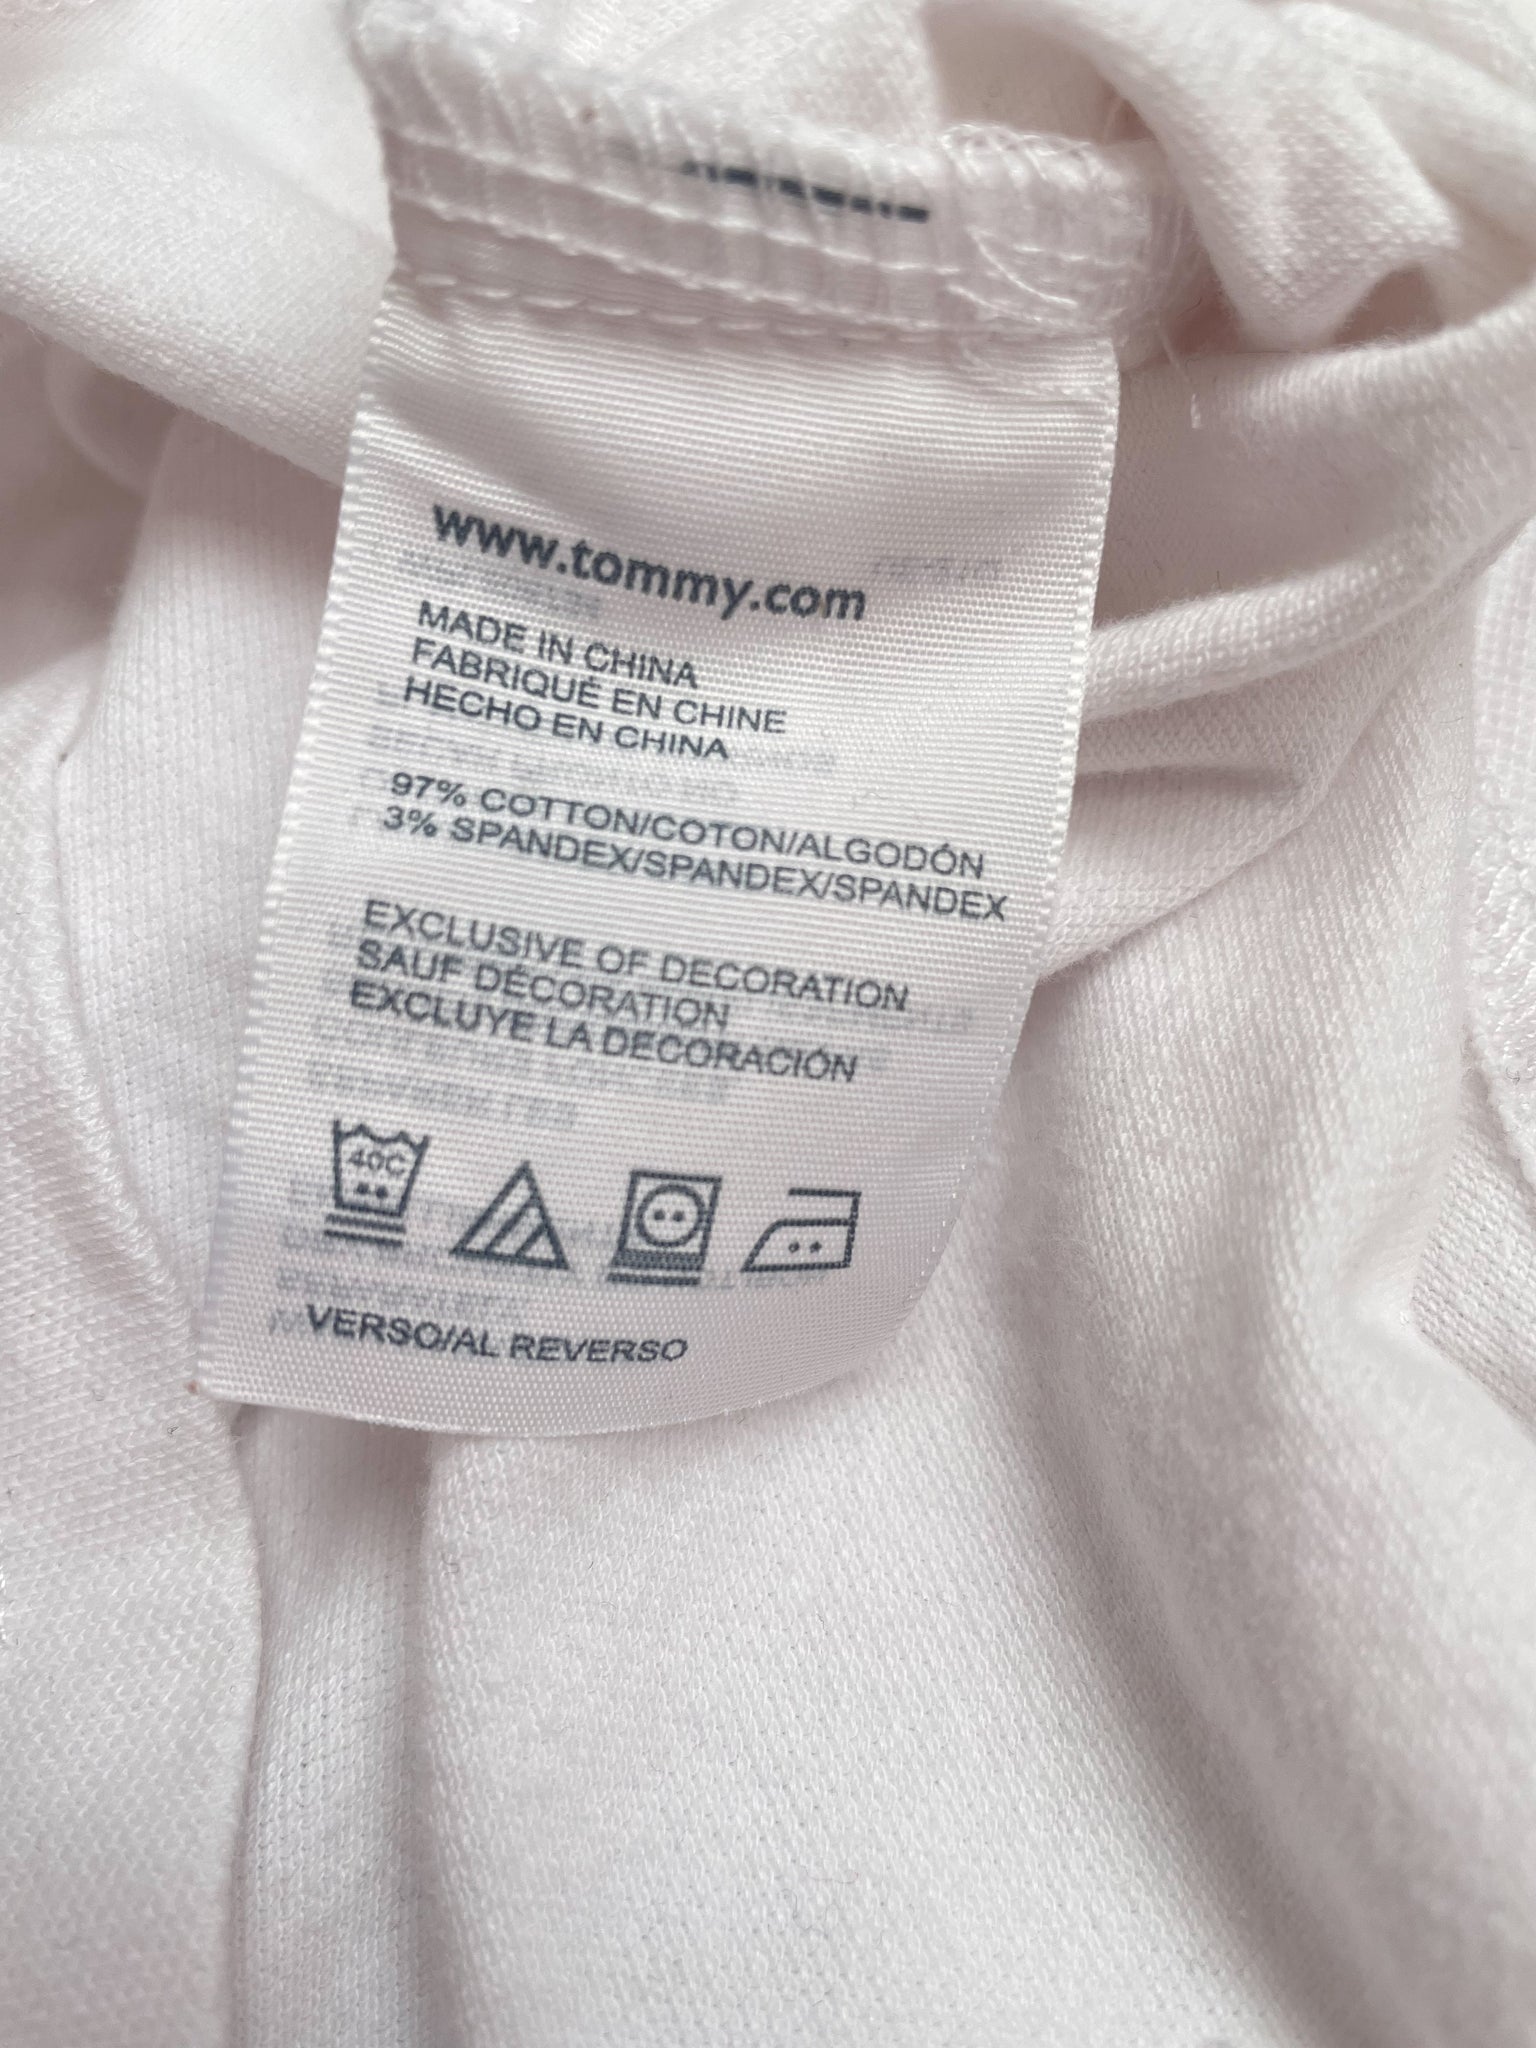 www.tommy.com
MADE IN CHINA
FABRIQUÉ EN CHINE
HECHO EN CHINA
97% COTTON/COTON/ALGODÓN
3% SPANDEX/SPANDEX/SPANDEX
EXCLUSIVE OF DECORATION
SAUF DÉCORATION
EXCLUYE LA DECORACIÓN
40C
VERSO/AL REVERSO